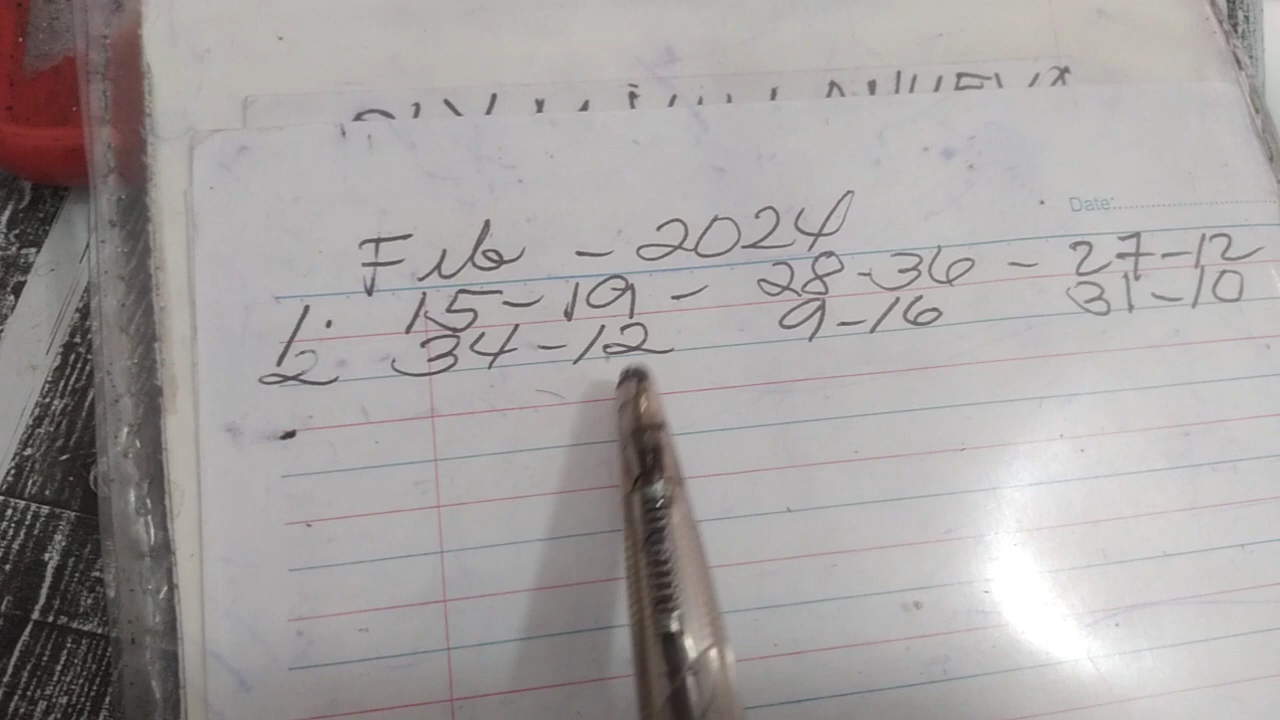 Date:
Feb - 2024
1. 15-19 - 28-36 - 27-12
2 34-12 9-16 31-10